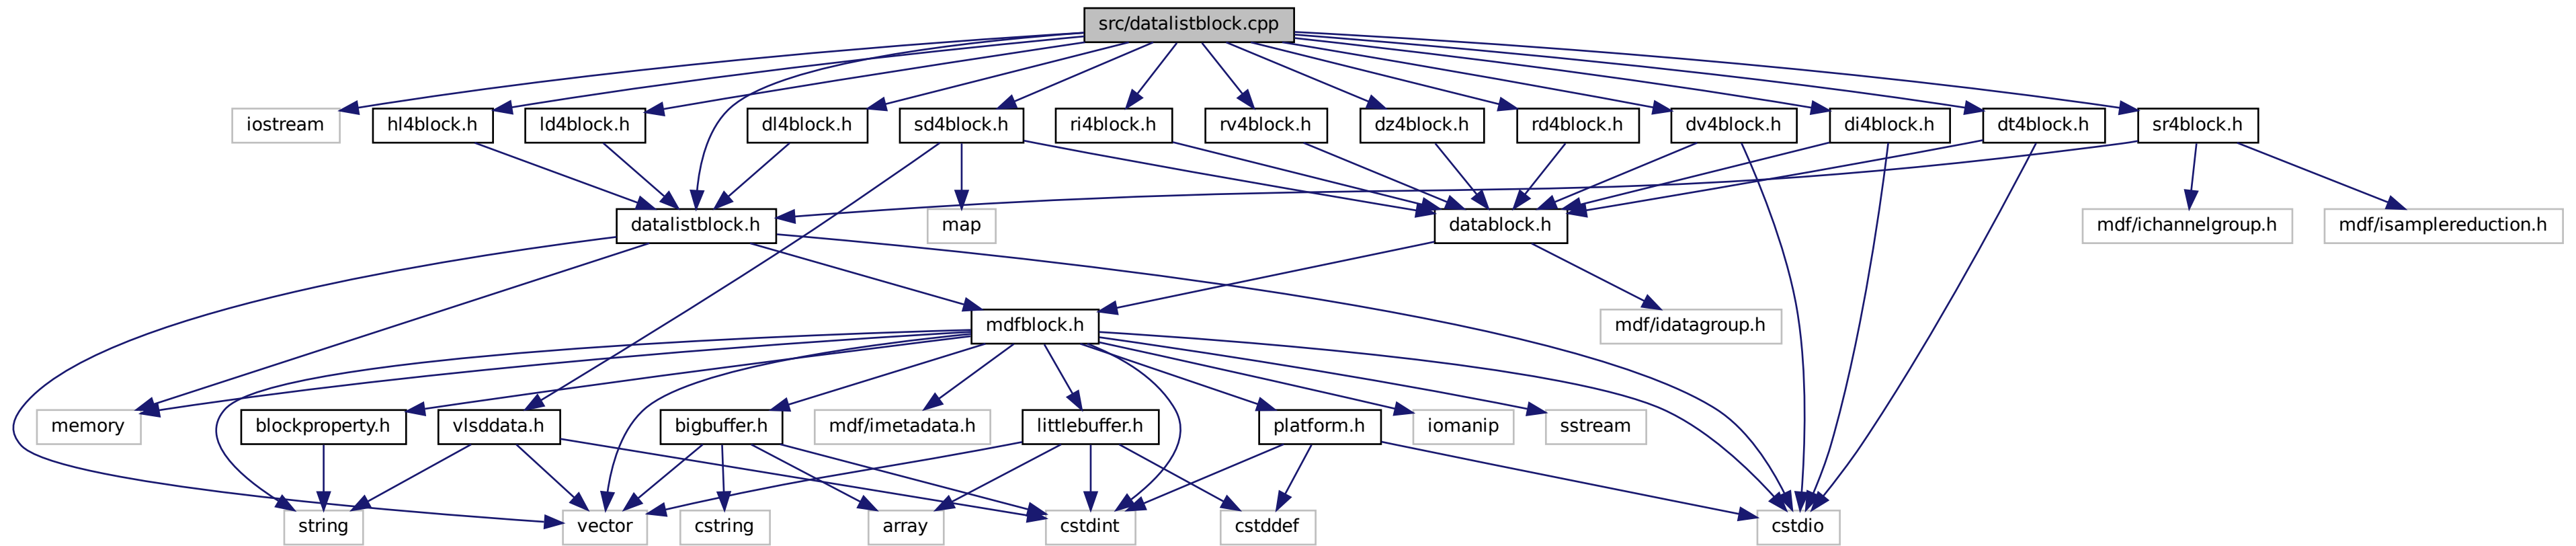 src/datalistblock.cpp
iostream
hl4block.h
ld4block.h
dl4block.h
sd4block.h
ri4block.h
rv4block.h
dz4block.h
rd4block.h
dv4block.h
di4block.h
dt4block.h
sr4block.h
datalistblock.h
map
datablock.h
mdf/ichannelgroup.h
mdf/isamplereduction.h
mdfblock.h
mdf/idatagroup.h
memory
blockproperty.h
vlsddata.h
bigbuffer.h
mdf/imetadata.h
littlebuffer.h
platform.h
iomanip
sstream
string
vector
cstring
array
cstdint
cstddef
cstdio